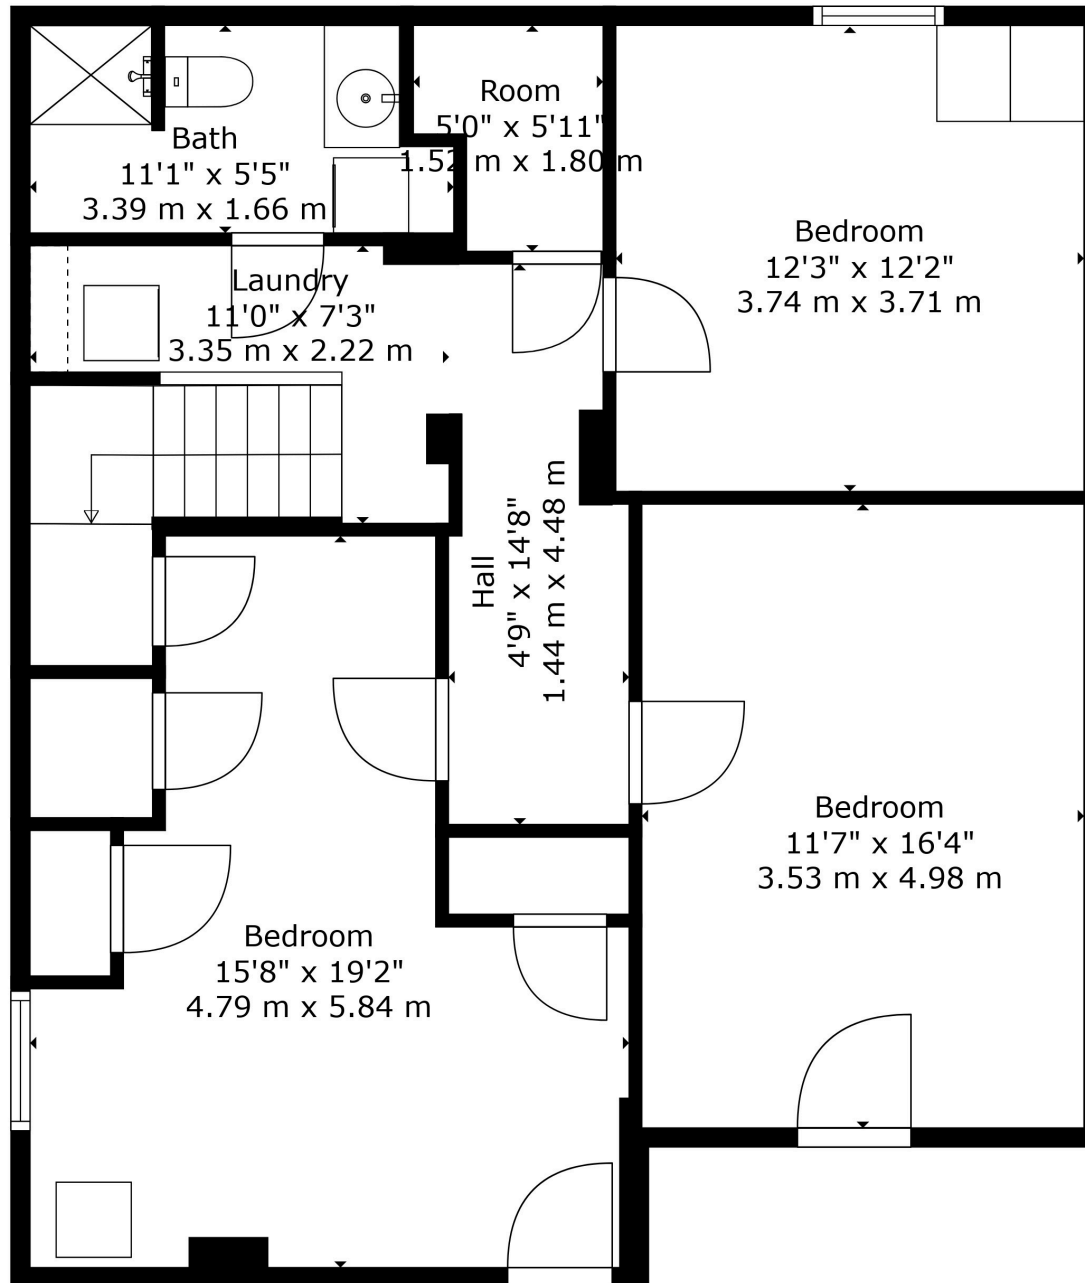 Room
5'0" x 5'11"
1.52 m x 1.80 m
Bath
11'1" x 5'5"
3.39 m x 1.66 m
Bedroom
12'3" x 12'2"
3.74 m x 3.71 m
Laundry
11'0" x 7'3"
3.35 m x 2.22 m
Hall
4'9" x 14'8"
1.44 m x 4.48 m
Bedroom
11'7" x 16'4"
3.53 m x 4.98 m
Bedroom
15'8" x 19'2"
4.79 m x 5.84 m